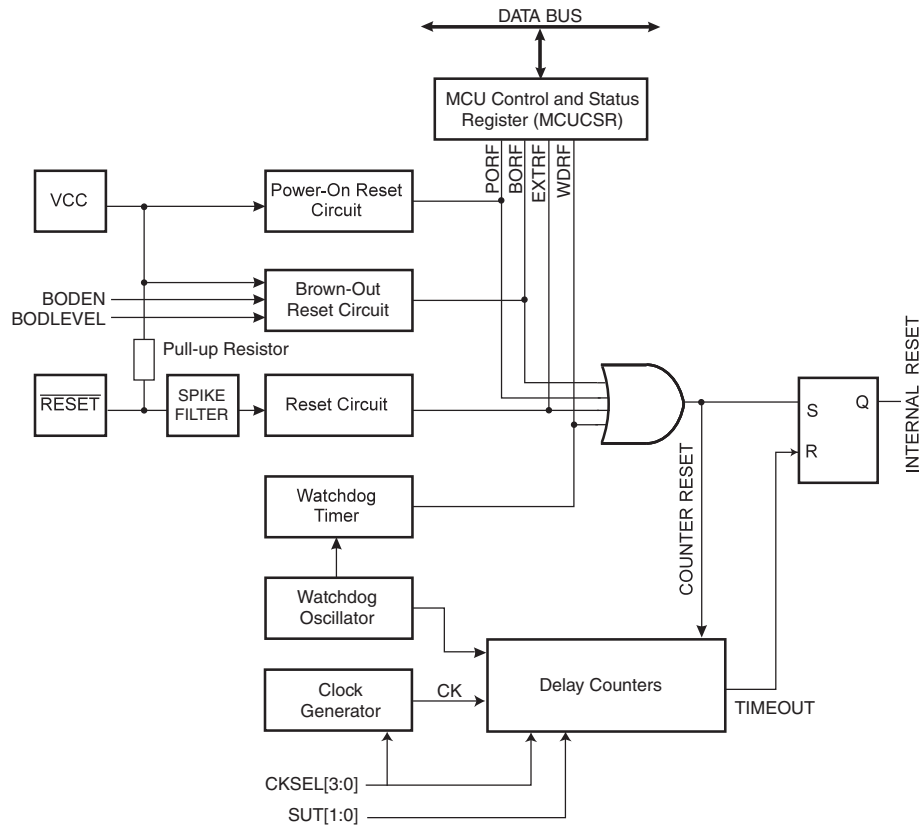 DATA BUS
MCU Control and Status
Register (MCUCSR)
PORF
BORF
EXTRF
WDRF
VCC
Power-On Reset
Circuit
BODEN
BODLEVEL
Brown-Out
Reset Circuit
Pull-up Resistor
RESET
SPIKE
FILTER
Reset Circuit
S
Q
R
INTERNAL RESET
COUNTER RESET
Watchdog
Timer
Watchdog
Oscillator
Clock
Generator
CK
Delay Counters
TIMEOUT
CKSEL[3:0]
SUT[1:0]